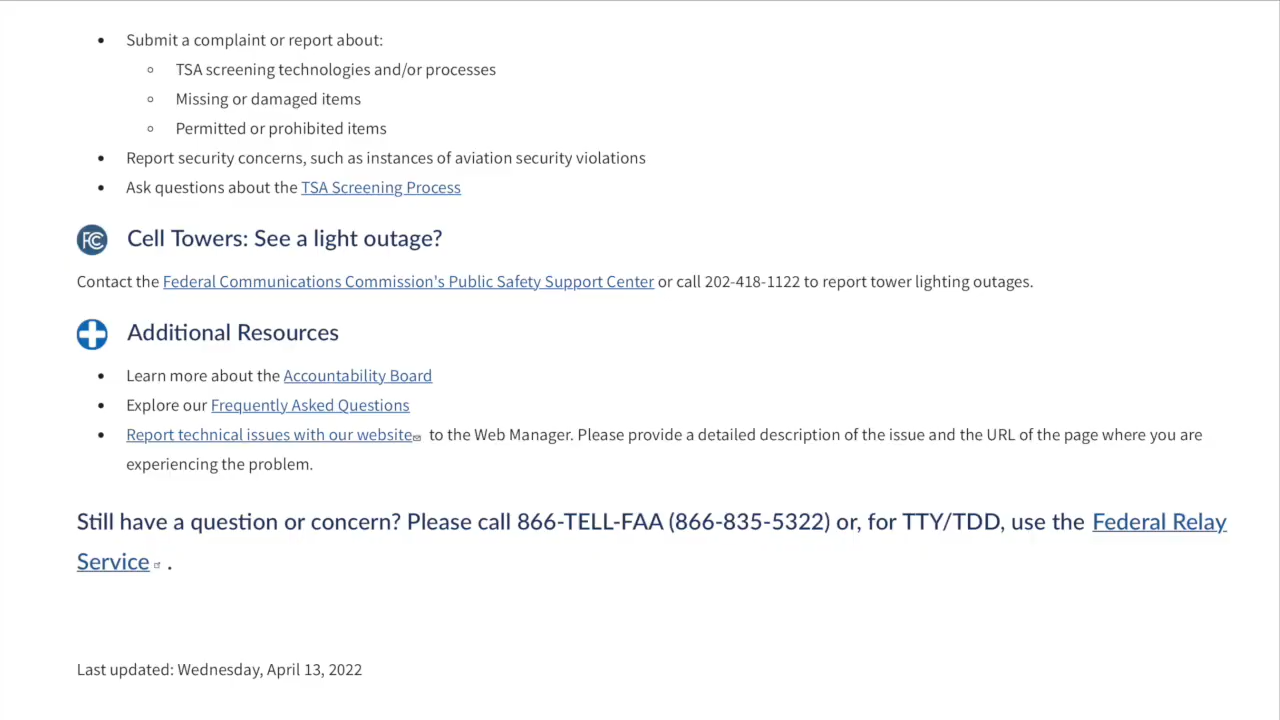 Submit a complaint or report about:
TSA screening technologies and/or processes
Missing or damaged items
Permitted or prohibited items
Report security concerns, such as instances of aviation security violations
Ask questions about the TSA Screening Process
FCC
Cell Towers: See a light outage?
Contact the Federal Communications Commission's Public Safety Support Center or call 202-418-1122 to report tower lighting outages.
Additional Resources
Learn more about the Accountability Board
Explore our Frequently Asked Questions
Report technical issues with our website to the Web Manager. Please provide a detailed description of the issue and the URL of the page where you are
experiencing the problem.
Still have a question or concern? Please call 866-TELL-FAA (866-835-5322) or, for TTY/TDD, use the Federal Relay
Service .
Last updated: Wednesday, April 13, 2022